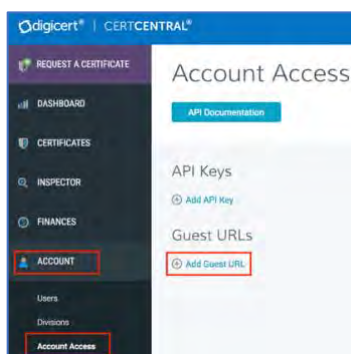 digicert® | CERTCENTRAL®
REQUEST A CERTIFICATE
DASHBOARD
CERTIFICATES
INSPECTOR
FINANCES
ACCOUNT
Users
Divisions
Account Access
Account Access
API Documentation
API Keys
Add API Key
Guest URLs
Add Guest URL